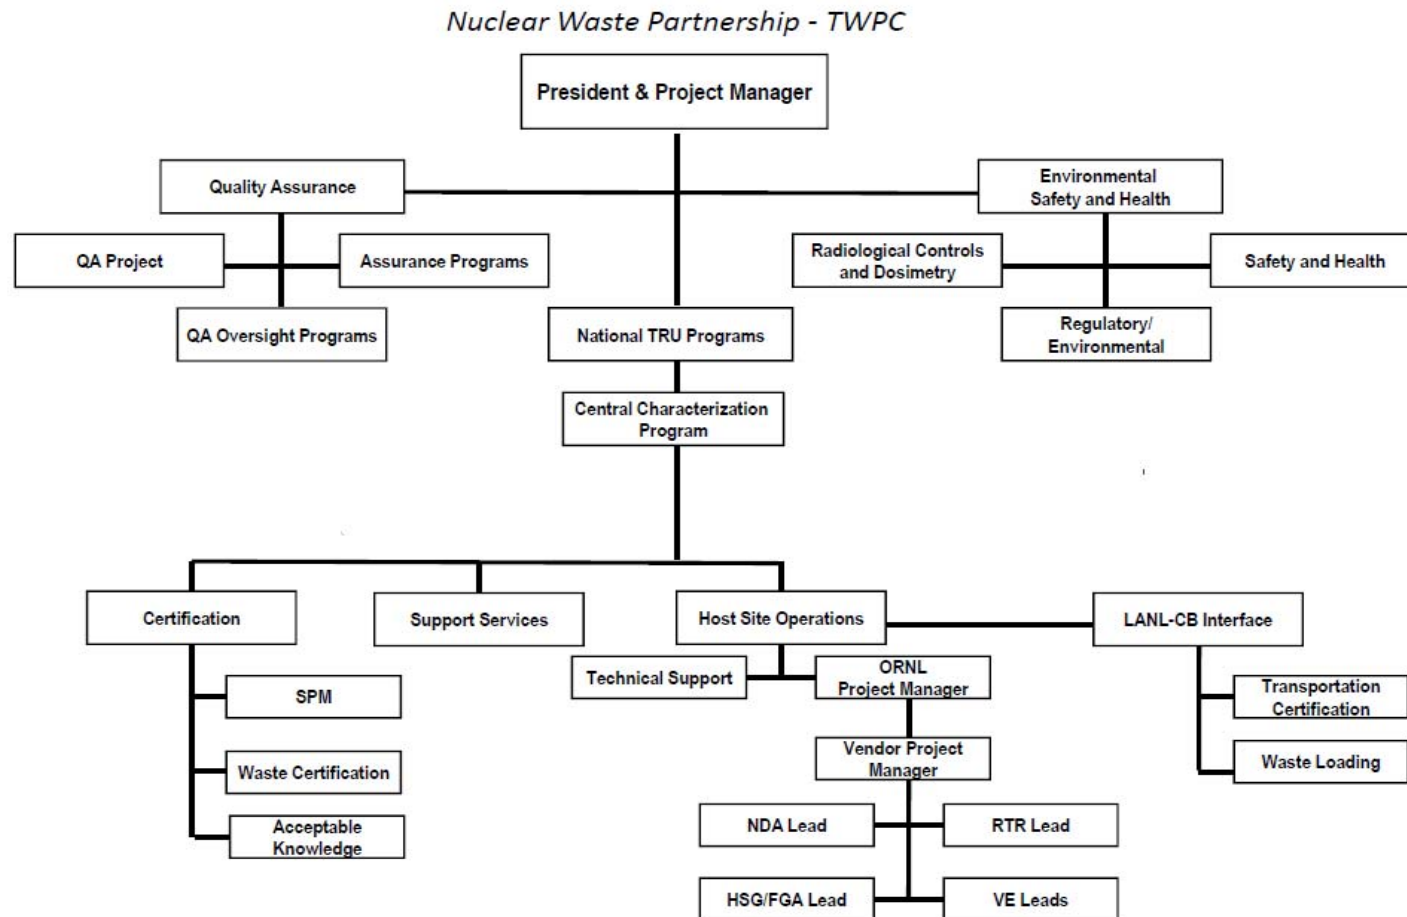 Nuclear Waste Partnership - TWPC
President & Project Manager
Quality Assurance
Environmental
Safety and Health
QA Project
Assurance Programs
Radiological Controls
and Dosimetry
Safety and Health
QA Oversight Programs
National TRU Programs
Regulatory/
Environmental
Central Characterization
Program
Certification
Support Services
Host Site Operations
LANL-CB Interface
Technical Support
ORNL
Project Manager
SPM
Transportation
Certification
Waste Certification
Vendor Project
Manager
Waste Loading
Acceptable
Knowledge
NDA Lead
RTR Lead
HSG/FGA Lead
VE Leads